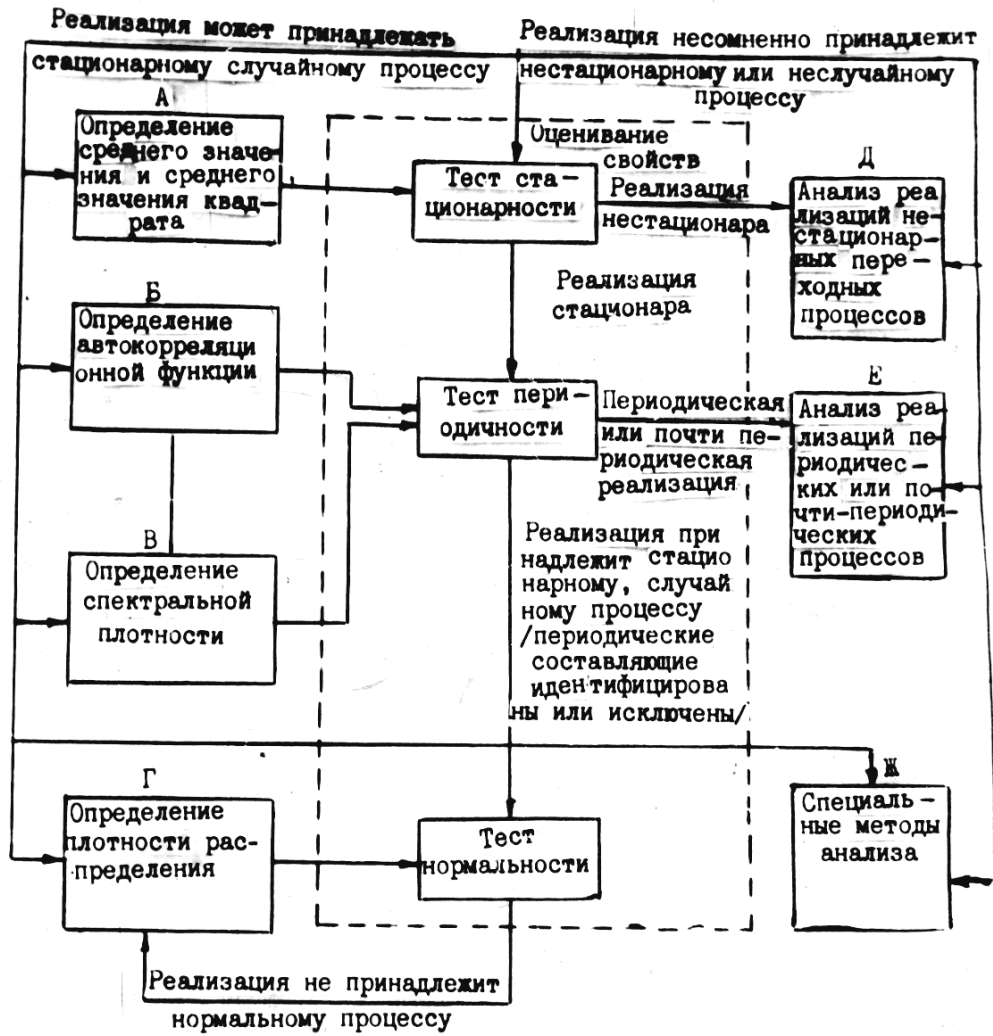 Реализация может принадлежать
стационарному случайному процессу
Реализация несомненно принадлежит
нестационарному или неслучайному
процессу
А
Определение
среднего значе-
ния и среднего
значения квад-
рата
Оценивание
свойств
Тест ста-
ционарности
Реализация
нестационара
Д
Анализ реа
лизаций не-
стационар-
ных пере-
ходных
процессов
Реализация
стационара
Б
Определение
автокорреляци
онной функции
Тест пери-
одичности
Периодическая
или почти пе-
риодическая
реализация
Е
Анализ реа
лизаций пе-
риодичес-
ких или по-
чти-периоди-
ческих
процессов
В
Определение
спектральной
плотности
Реализация при
надлежит стацио
нарному, случай
ному процессу
/периодические
составляющие
идентифицирова
ны или исключены/
Г
Определение
плотности рас-
пределения
Тест
нормальности
Ж
Специаль-
ные методы
анализа
Реализация не принадлежит
нормальному процессу